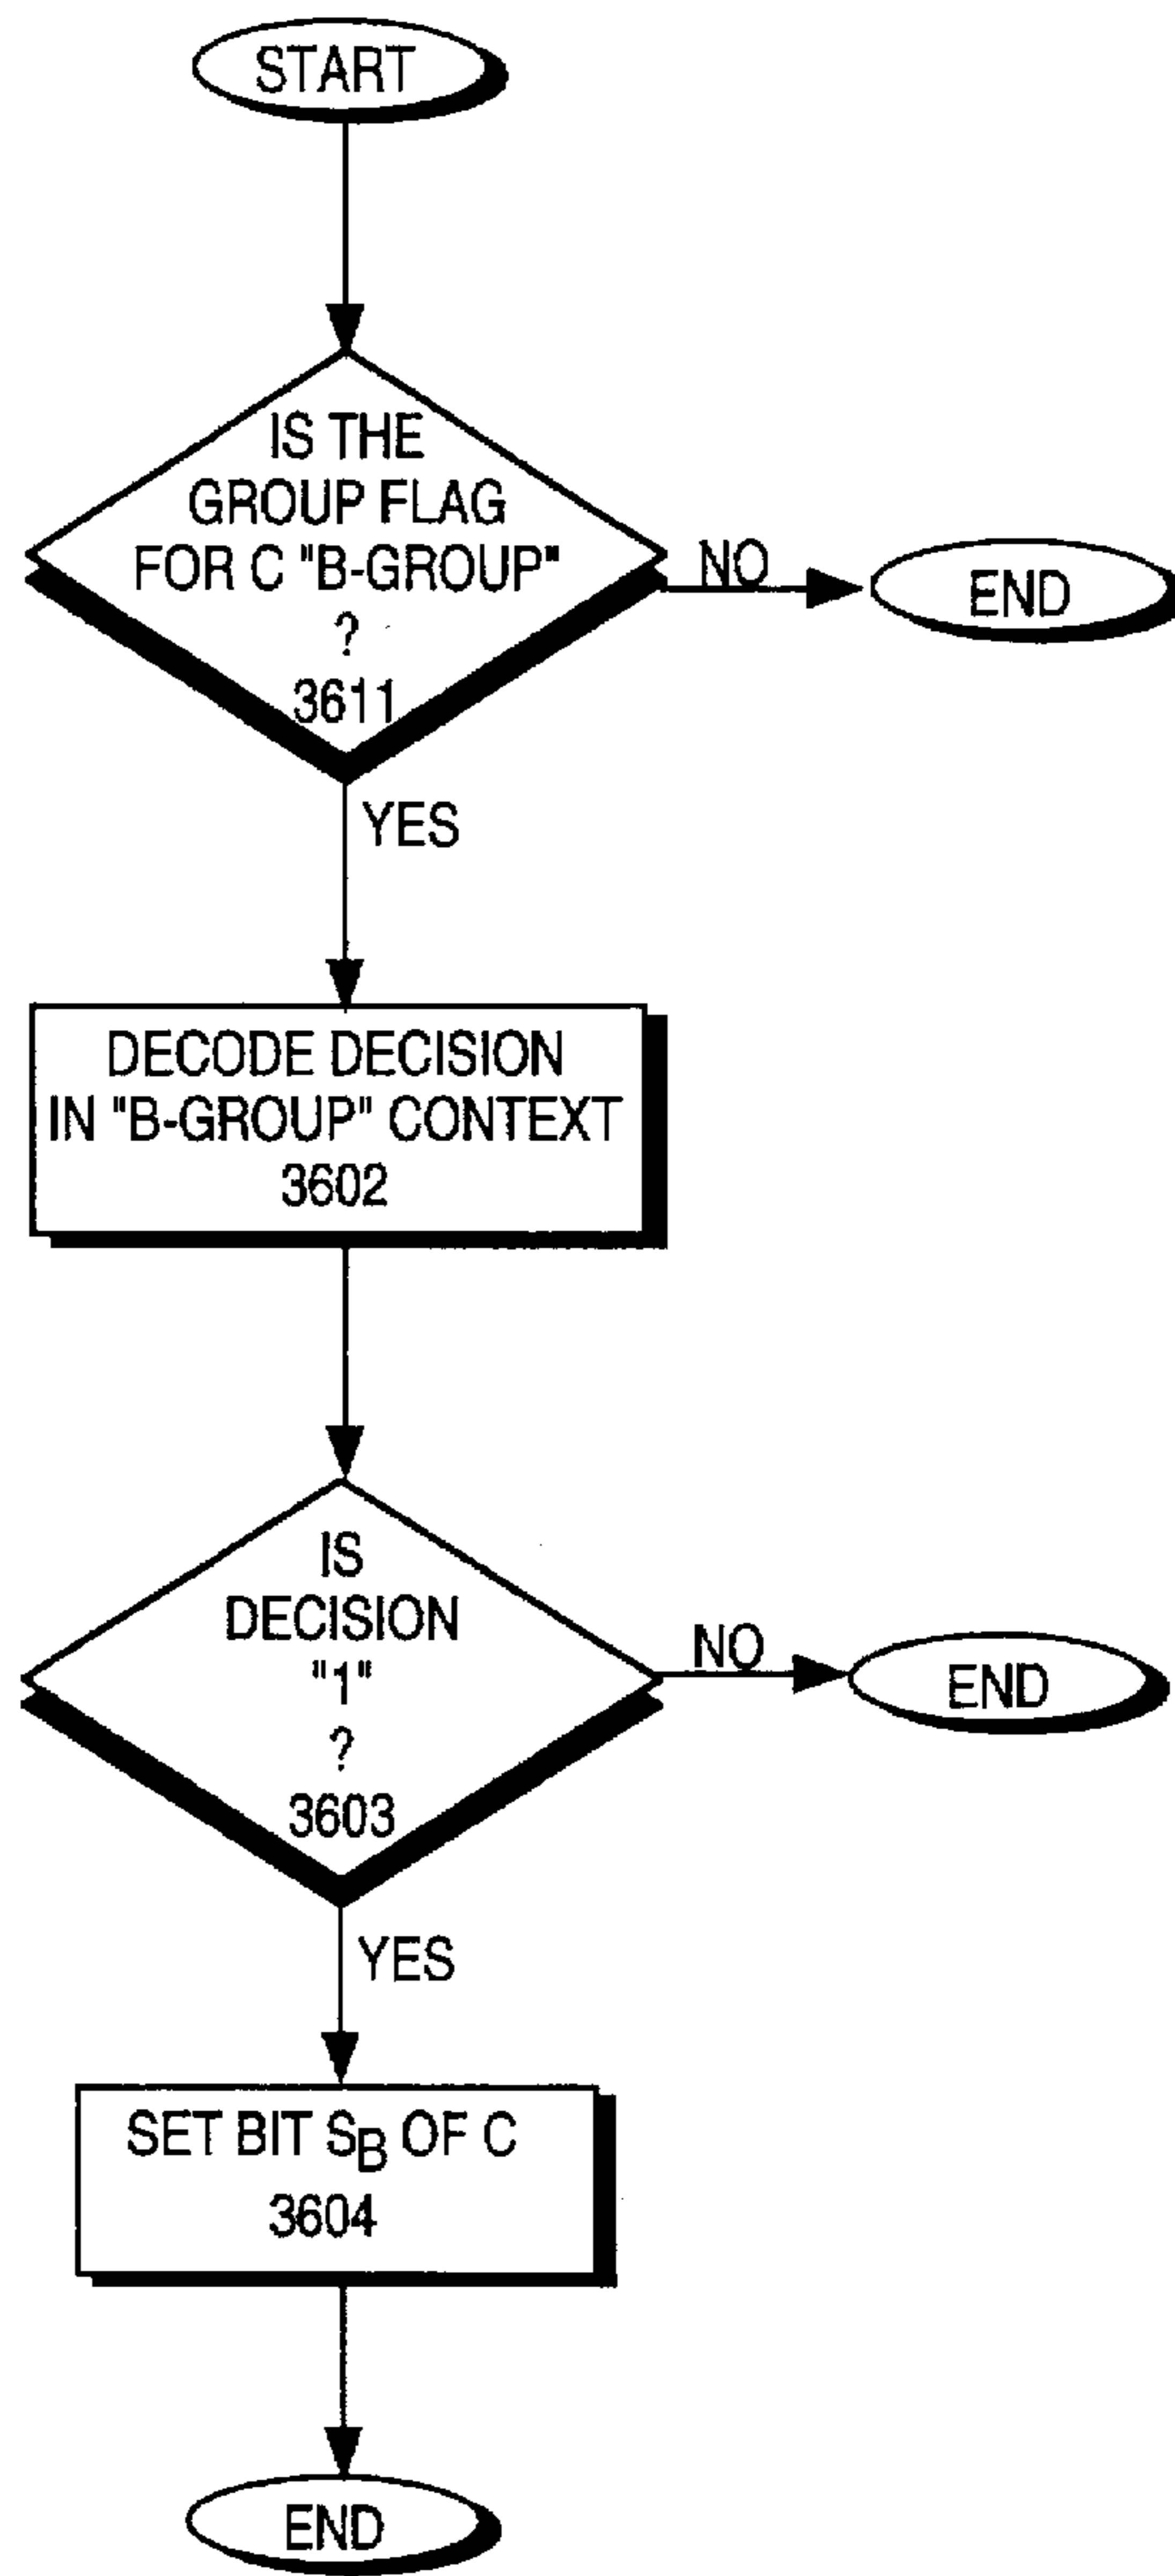 START
IS THE
GROUP FLAG
FOR C "B-GROUP"
?
3611
NO
END
YES
DECODE DECISION
IN "B-GROUP" CONTEXT
3602
IS
DECISION
"1"
?
3603
NO
END
YES
SET BIT SB OF C
3604
END